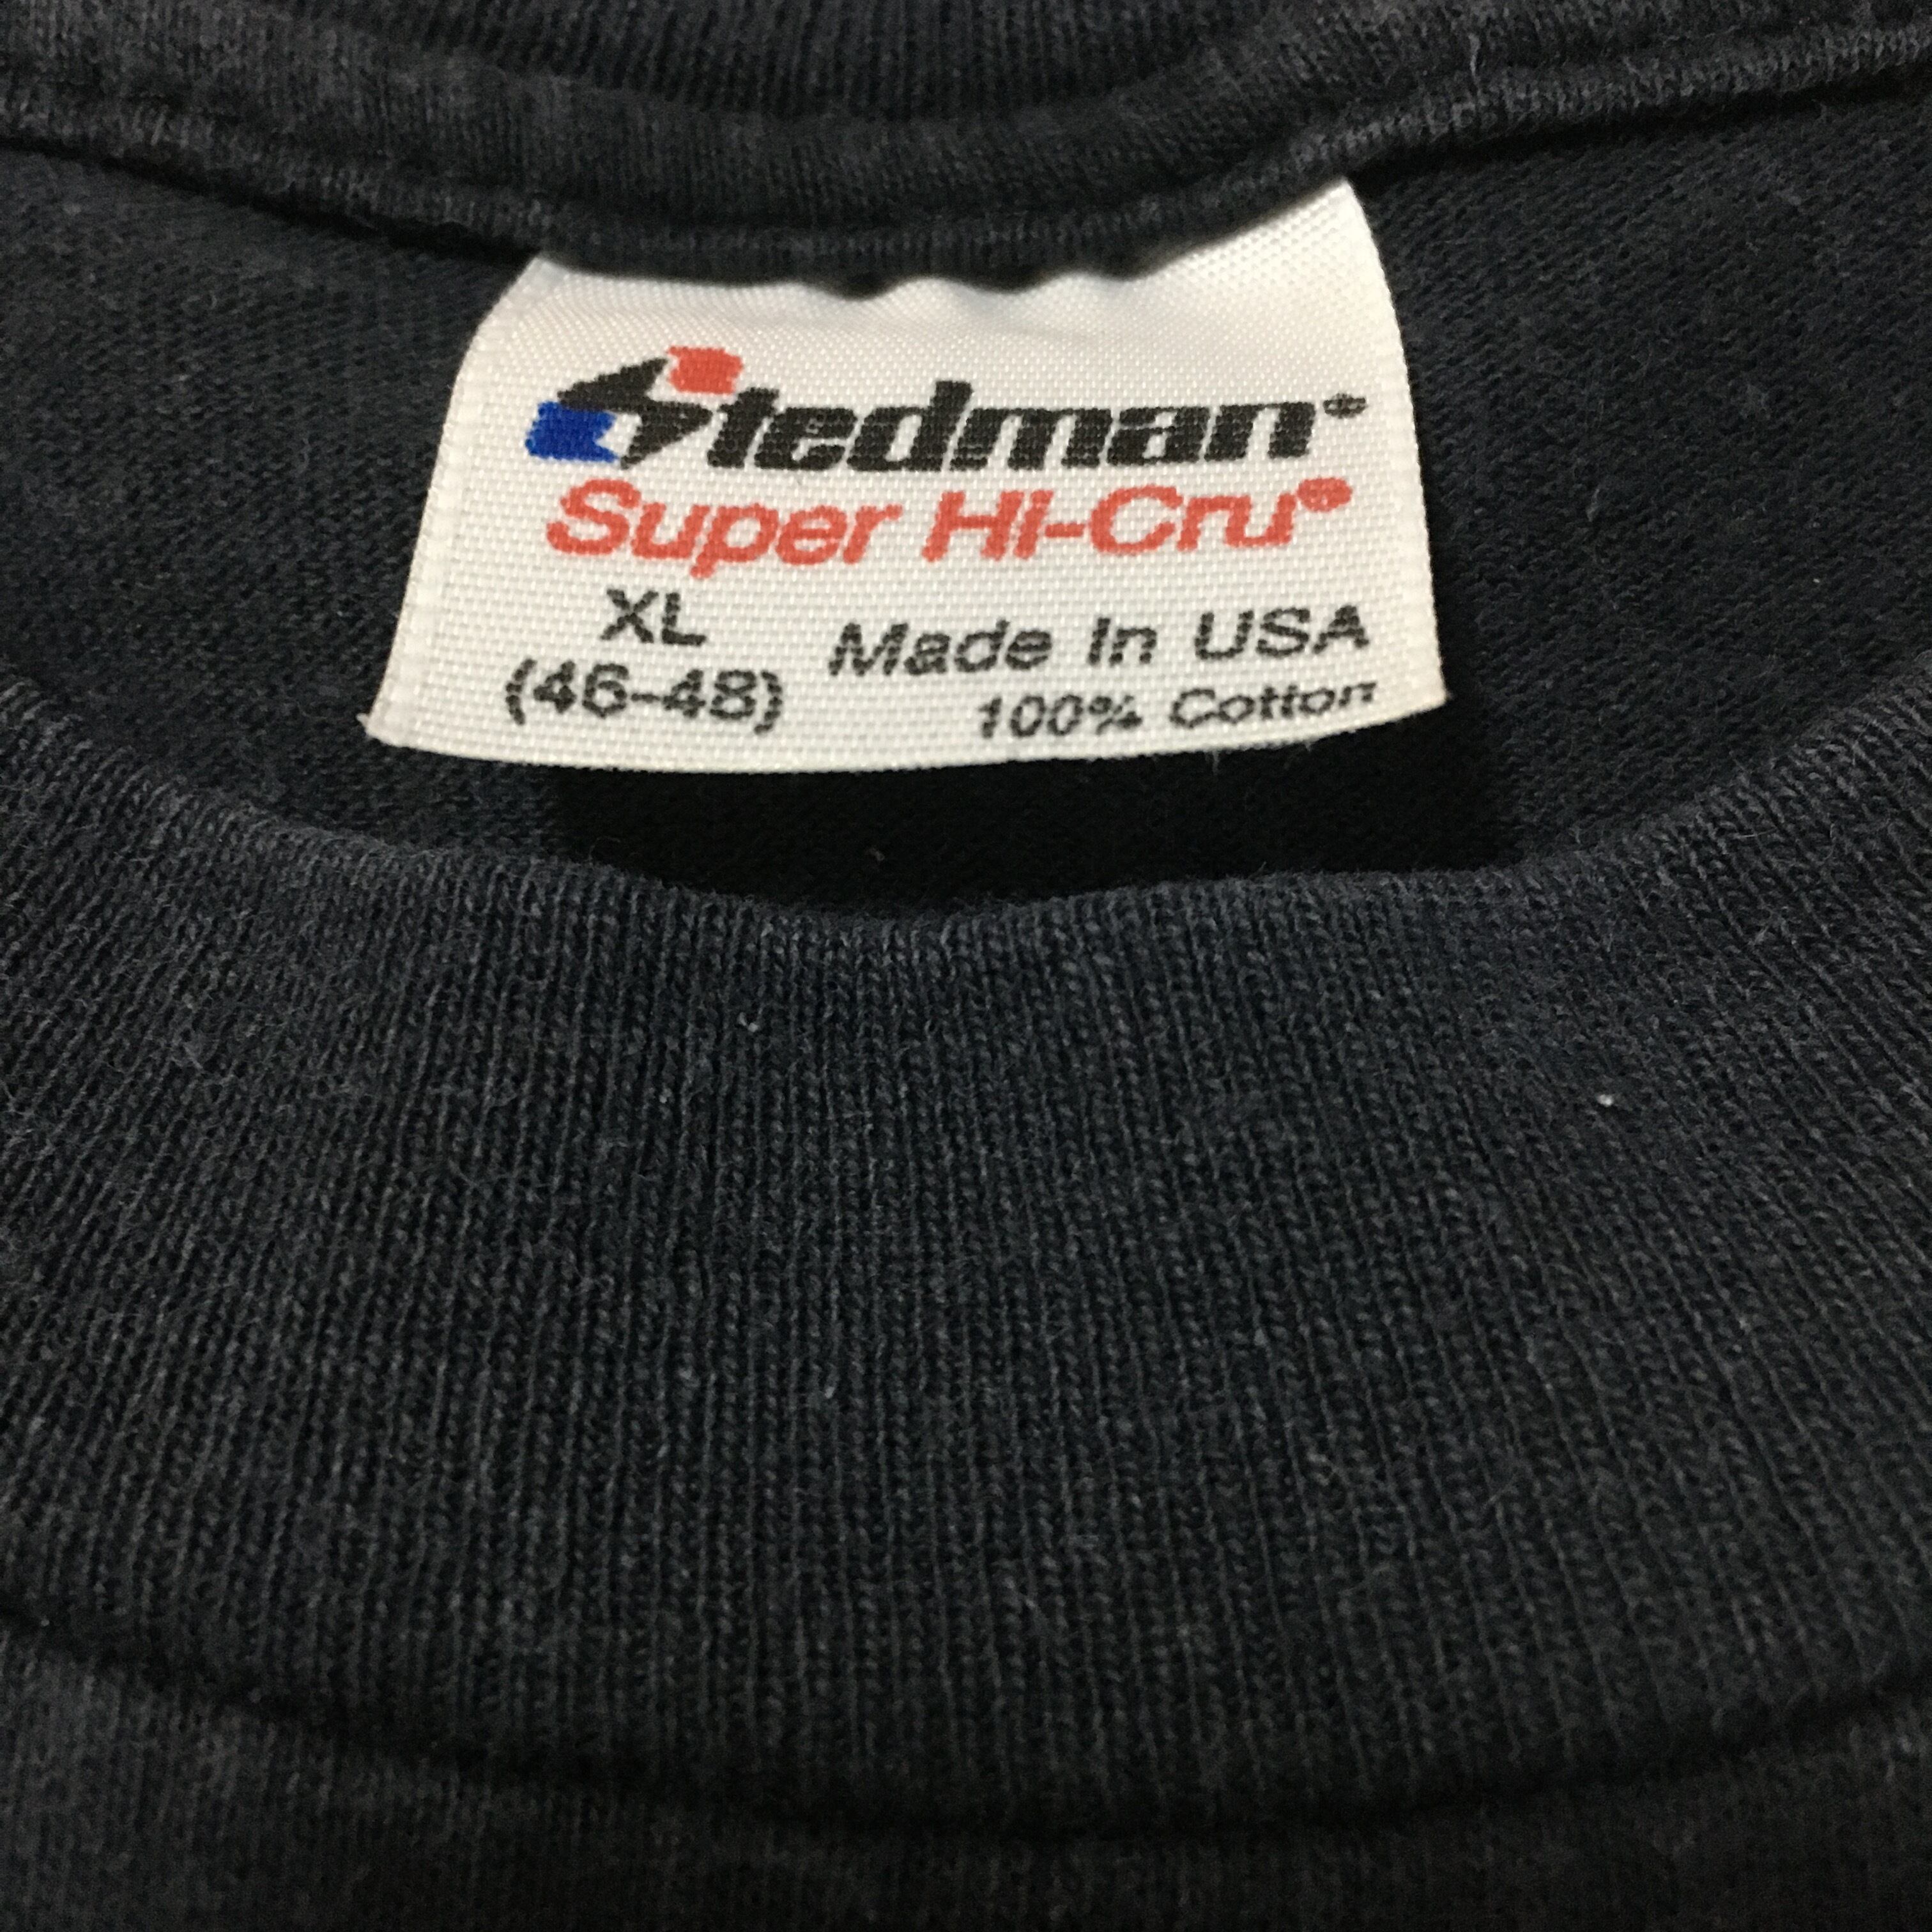 Stedman®
Super Hi-Cru®
XL
(46-48)
Made In USA
100% Cotton